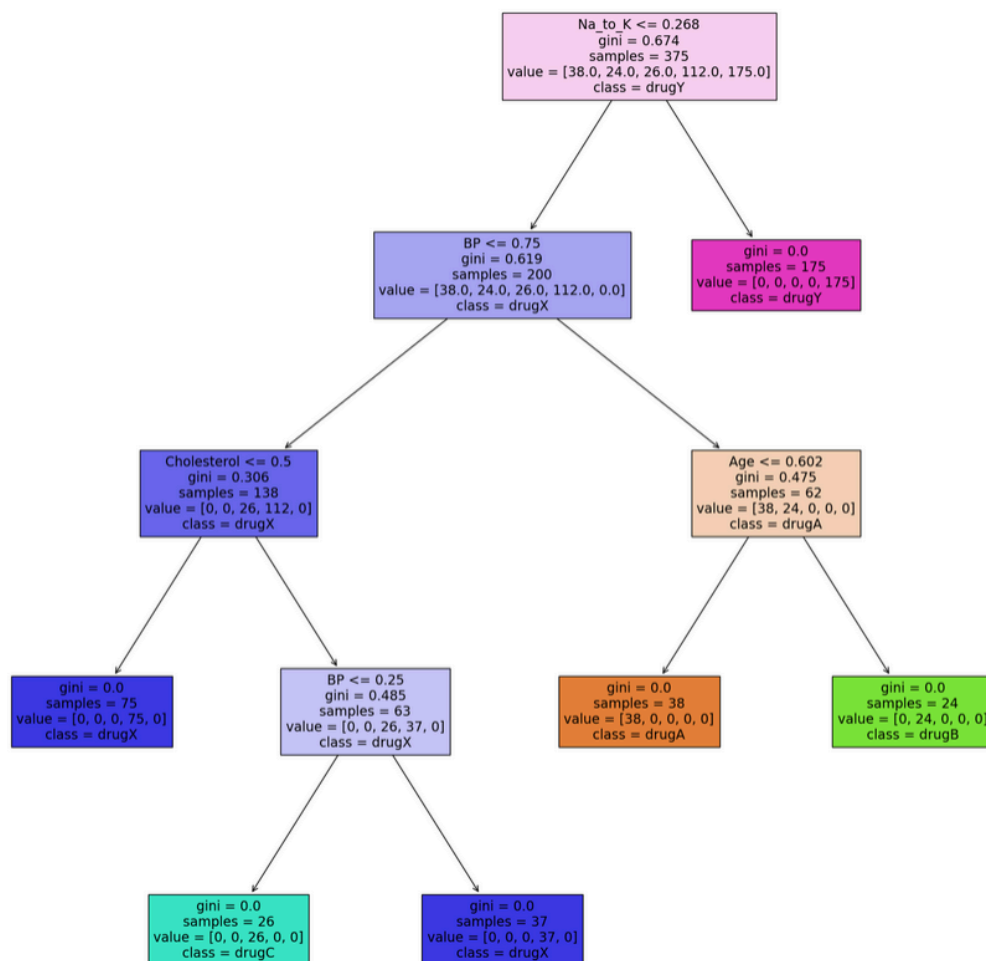 Na_to_K <= 0.268
gini = 0.674
samples = 375
value = [38.0, 24.0, 26.0, 112.0, 175.0]
class = drugY
BP <= 0.75
gini = 0.619
samples = 200
value = [38.0, 24.0, 26.0, 112.0, 0.0]
class = drugX
gini = 0.0
samples = 175
value = [0, 0, 0, 0, 175]
class = drugY
Cholesterol <= 0.5
gini = 0.306
samples = 138
value = [0, 0, 26, 112, 0]
class = drugX
Age <= 0.602
gini = 0.475
samples = 62
value = [38, 24, 0, 0, 0]
class = drugA
gini = 0.0
samples = 75
value = [0, 0, 0, 75, 0]
class = drugX
BP <= 0.25
gini = 0.485
samples = 63
value = [0, 0, 26, 37, 0]
class = drugX
gini = 0.0
samples = 38
value = [38, 0, 0, 0, 0]
class = drugA
gini = 0.0
samples = 24
value = [0, 24, 0, 0, 0]
class = drugB
gini = 0.0
samples = 26
value = [0, 0, 26, 0, 0]
class = drugC
gini = 0.0
samples = 37
value = [0, 0, 0, 37, 0]
class = drugX